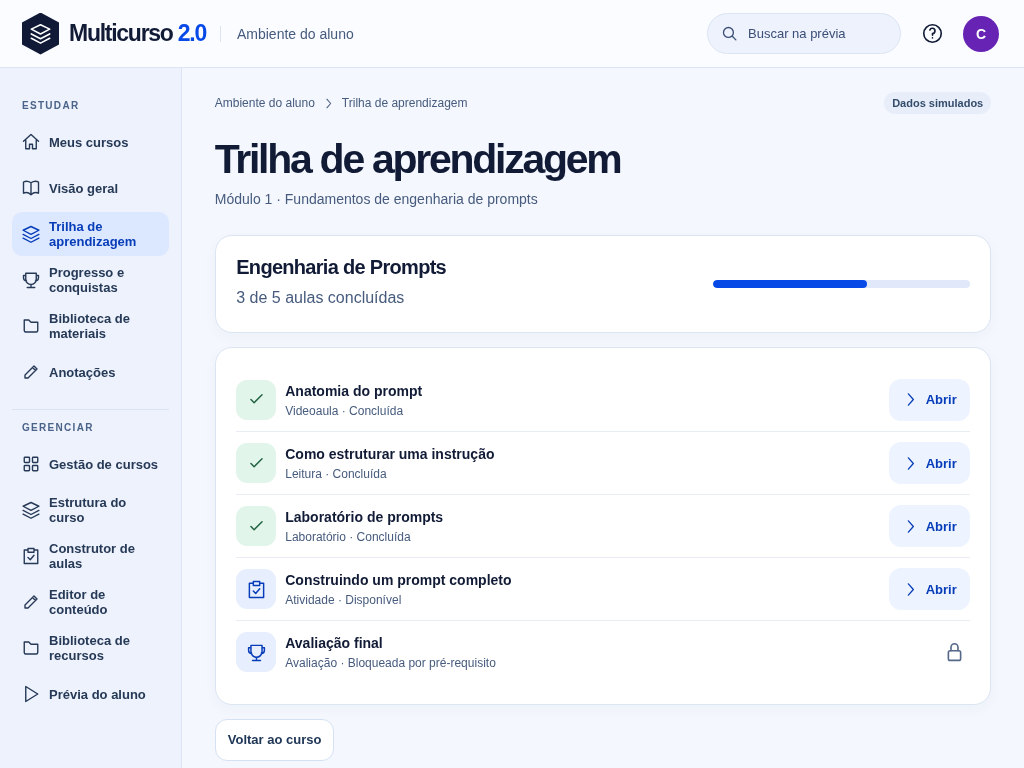 Multicurso 2.0
Ambiente do aluno
Buscar na prévia
C
ESTUDAR
Meus cursos
Visão geral
Trilha de
aprendizagem
Progresso e
conquistas
Biblioteca de
materiais
Anotações
GERENCIAR
Gestão de cursos
Estrutura do
curso
Construtor de
aulas
Editor de
conteúdo
Biblioteca de
recursos
Prévia do aluno
Ambiente do aluno
Trilha de aprendizagem
Dados simulados
Trilha de aprendizagem
Módulo 1 · Fundamentos de engenharia de prompts
Engenharia de Prompts
3 de 5 aulas concluídas
Anatomia do prompt
Videoaula · Concluída
Abrir
Como estruturar uma instrução
Leitura · Concluída
Abrir
Laboratório de prompts
Laboratório · Concluída
Abrir
Construindo um prompt completo
Atividade · Disponível
Abrir
Avaliação final
Avaliação · Bloqueada por pré-requisito
Voltar ao curso